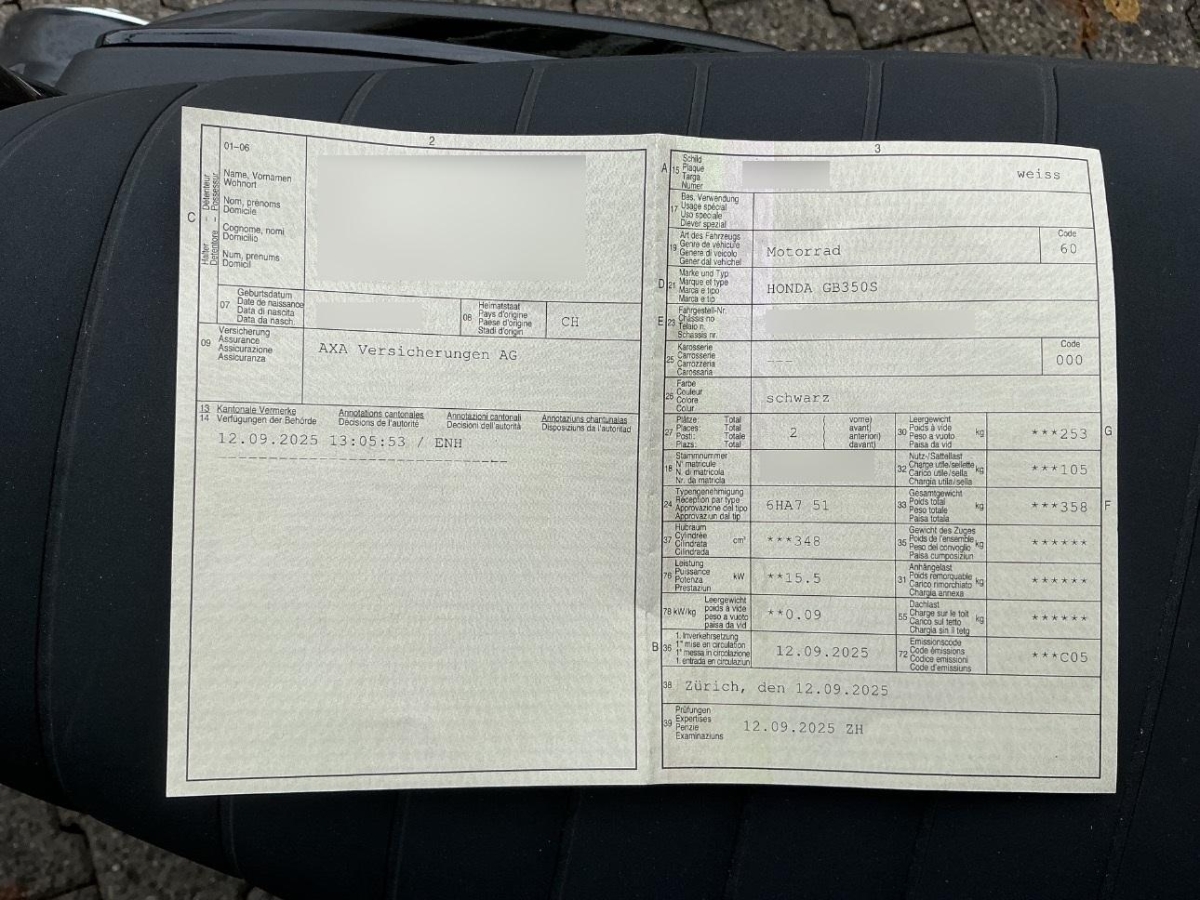 2
01-06
C
Halter - Détenteur
Detentore - Possessur
Name, Vornamen
Wohnort
Nom, prénoms
Domicile
Cognome, nomi
Domicilio
Num, prenums
Domicil
07
Geburtsdatum
Date de naissance
Data di nascita
Data da nasch.
08
Heimatstaat
Pays d'origine
Paese d'origine
Stadi d'origin
CH
09
Versicherung
Assurance
Assicurazione
Assicuranza
AXA Versicherungen AG
13 Kantonale Vermerke Annotations cantonales Annotazioni cantonali Annotaziuns chantunalas
14 Verfügungen der Behörde Décisions de l'autorité Decisioni dell'autorità Disposiziuns da l'autoritad
12.09.2025 13:05:53 / ENH
3
A 15
Schild
Plaque
Targa
Numer
weiss
17
Bes. Verwendung
Usage spécial
Uso speciale
Diever spezial
19
Art des Fahrzeugs
Genre de véhicule
Genere di veicolo
Gener dal vehichel
Motorrad
Code
60
D 21
Marke und Typ
Marque et type
Marca e tipo
Marca e tip
HONDA GB350S
E 23
Fahrgestell-Nr.
Châssis no
Telaio n.
Schassis nr.
25
Karosserie
Carrosserie
Carrozzeria
Carossaria
---
Code
000
26
Farbe
Couleur
Colore
Colur
schwarz
27
Plätze: Total
Places: Total
Posti: Totale
Plazs: Total
2
vorne)
avant)
anteriori)
davant)
30
Leergewicht
Poids à vide
Peso a vuoto
Paisa da vid
kg
***253
G
18
Stammnummer
N° matricule
N. di matricola
Nr. da matricla
32
Nutz-/Sattellast
Charge utile/sellette
Carico utile/sella
Chargia utila/sella
kg
***105
24
Typengenehmigung
Réception par type
Approvazione del tipo
Approvaziun dal tip
6HA7 51
33
Gesamtgewicht
Poids total
Peso totale
Paisa totala
kg
***358
F
37
Hubraum
Cylindrée
Cilindrata
Cilindrada
cm³
***348
35
Gewicht des Zuges
Poids de l'ensemble
Peso del convoglio
Paisa cumposiziun
kg
******
76
Leistung
Puissance
Potenza
Prestaziun
kW
**15.5
31
Anhängelast
Poids remorquable
Carico rimorchiato
Chargia annexa
kg
******
78 kW/kg
Leergewicht
poids à vide
peso a vuoto
paisa da vid
**0.09
55
Dachlast
Charge sur le toit
Carico sul tetto
Chargia sin il tetg
kg
******
B 36
1. Inverkehrsetzung
1re mise en circulation
1a messa in circolazione
1. entrada en circulaziun
12.09.2025
72
Emissionscode
Code émissions
Codice emissioni
Code d'emissiuns
***C05
38
Zürich, den 12.09.2025
39
Prüfungen
Expertises
Perizie
Examinaziuns
12.09.2025 ZH